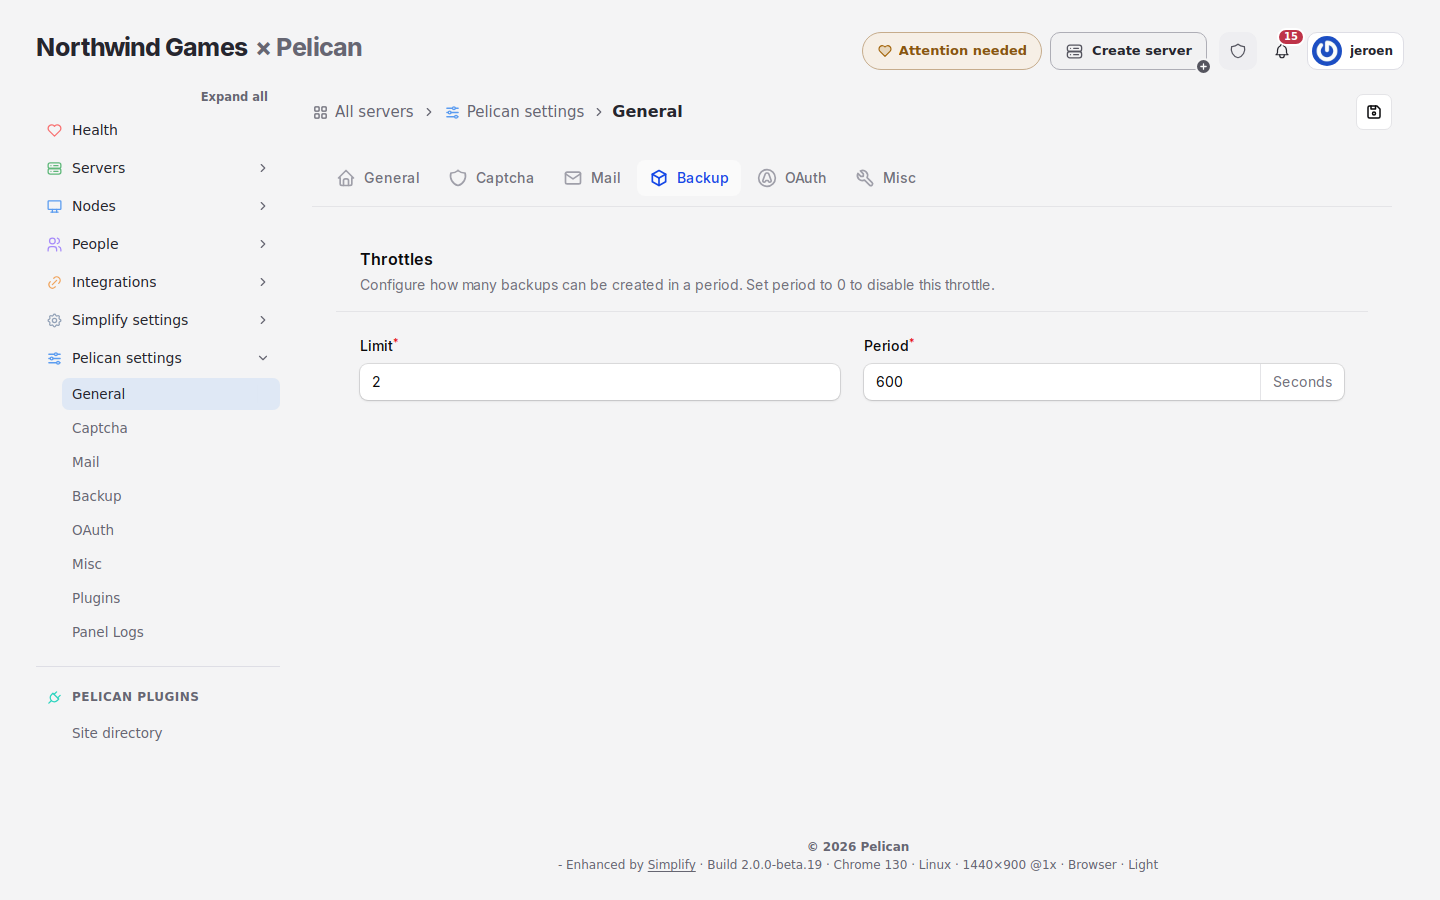 Northwind Games × Pelican
Attention needed
Create server
15
jeroen
Expand all
Health
Servers
Nodes
People
Integrations
Simplify settings
Pelican settings
General
Captcha
Mail
Backup
OAuth
Misc
Plugins
Panel Logs
PELICAN PLUGINS
Site directory
All servers
Pelican settings
General
General
Captcha
Mail
Backup
OAuth
Misc
Throttles
Configure how many backups can be created in a period. Set period to 0 to disable this throttle.
Limit*
2
Period*
600
Seconds
© 2026 Pelican
- Enhanced by Simplify · Build 2.0.0-beta.19 · Chrome 130 · Linux · 1440×900 @1x · Browser · Light